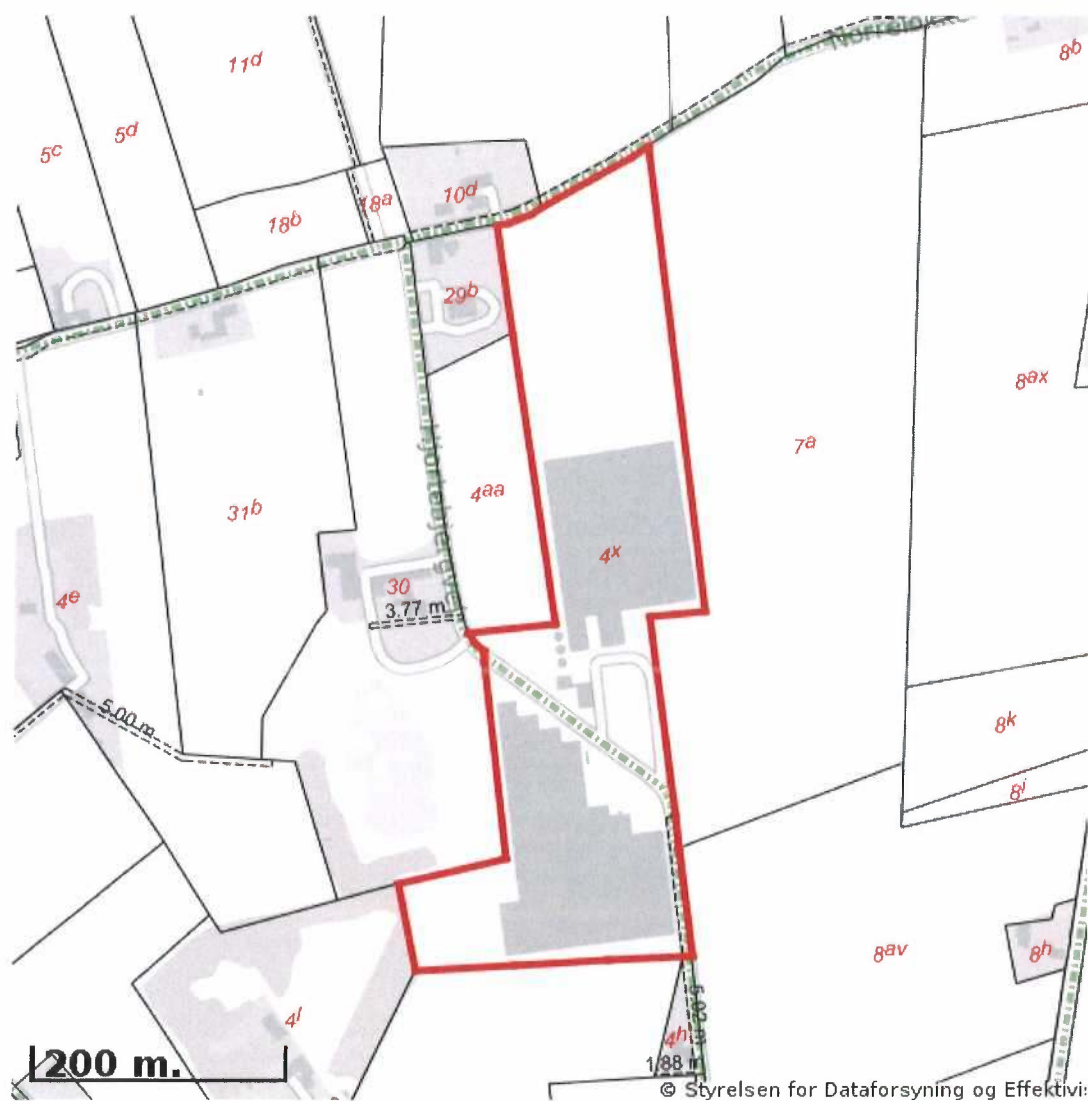 11d
8b
5d
5c
10d
18a
18b
29b
8ax
7a
4aa
31b
4x
30
3.77 m
4e
5.00 m
8k
8i
8av
8h
4l
5.02 m
4h
1.88 m
200 m.
© Styrelsen for Dataforsyning og Effektivi